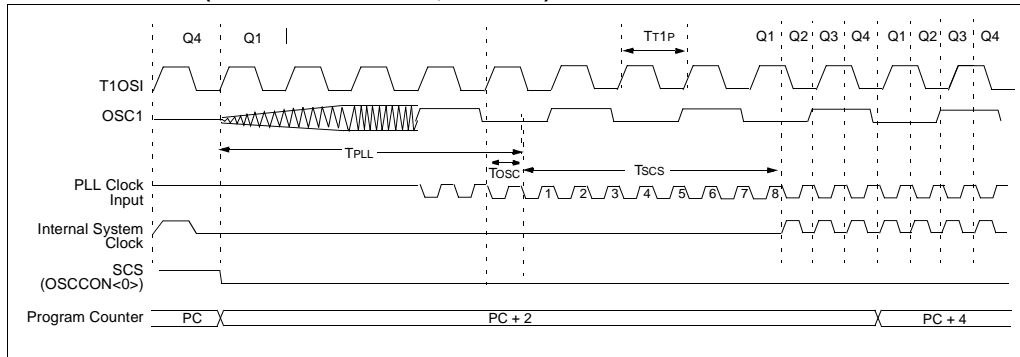 Q4 Q1 TT1P Q1 Q2 Q3 Q4 Q1 Q2 Q3 Q4
T1OSI
OSC1
TPLL
TOSC TSCS
PLL Clock
Input
1 2 3 4 5 6 7 8
Internal System
Clock
SCS
(OSCCON<0>)
Program Counter PC PC + 2 PC + 4